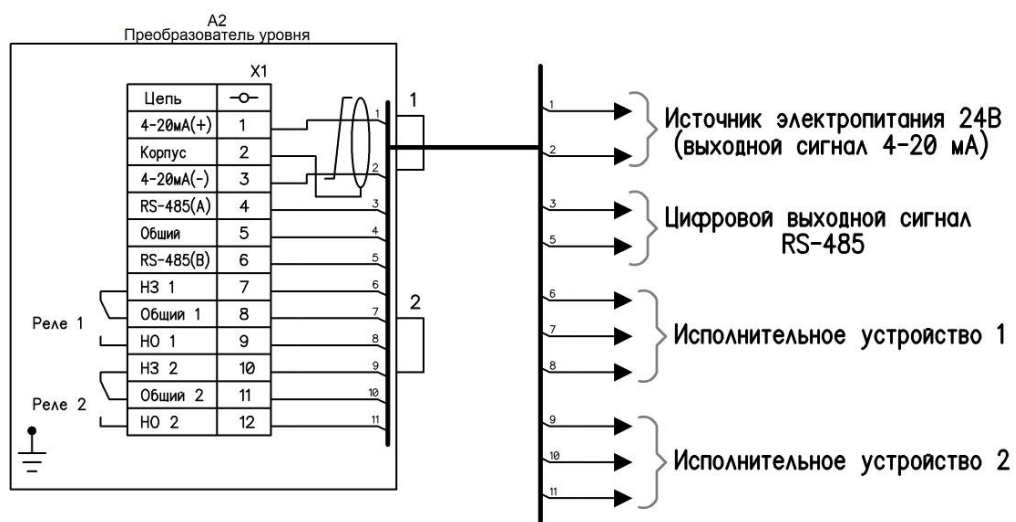 A2
Преобразователь уровня
X1
Цепь
4-20мА(+) 1
Корпус 2
4-20мА(-) 3
RS-485(A) 4
Общий 5
RS-485(B) 6
НЗ 1 7
Общий 1 8
НО 1 9
НЗ 2 10
Общий 2 11
НО 2 12
Реле 1
Реле 2
1
2
3
4
5
6
7
8
9
10
11
1
2
1
2
Источник электропитания 24В
(выходной сигнал 4-20 мА)
3
5
Цифровой выходной сигнал
RS-485
6
7
8
Исполнительное устройство 1
9
10
11
Исполнительное устройство 2